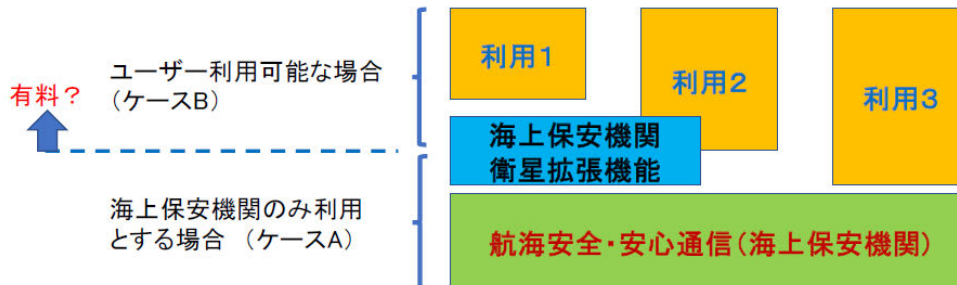 有料？
ユーザー利用可能な場合
（ケースB）
海上保安機関のみ利用
とする場合　（ケースA）
利用１
利用２
利用３
海上保安機関
衛星拡張機能
航海安全・安心通信（海上保安機関）